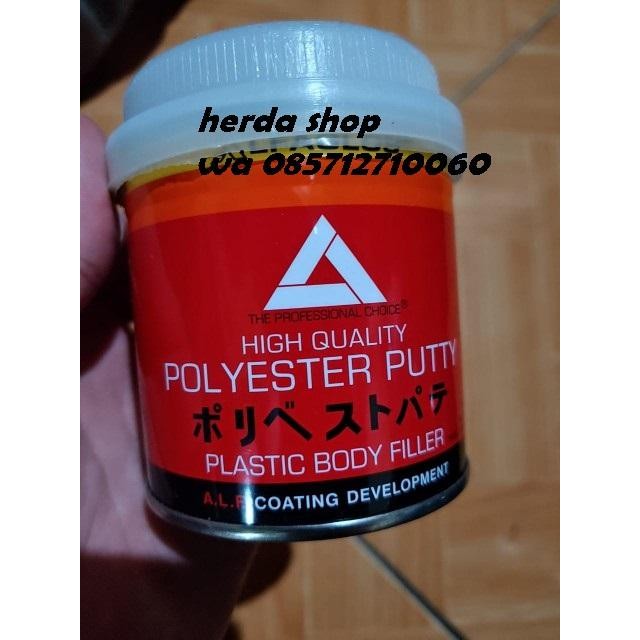 herda shop
wa 085712710060
THE PROFESSIONAL CHOICE®
HIGH QUALITY
POLYESTER PUTTY
ポリベストパテ
PLASTIC BODY FILLER
A.L.F COATING DEVELOPMENT